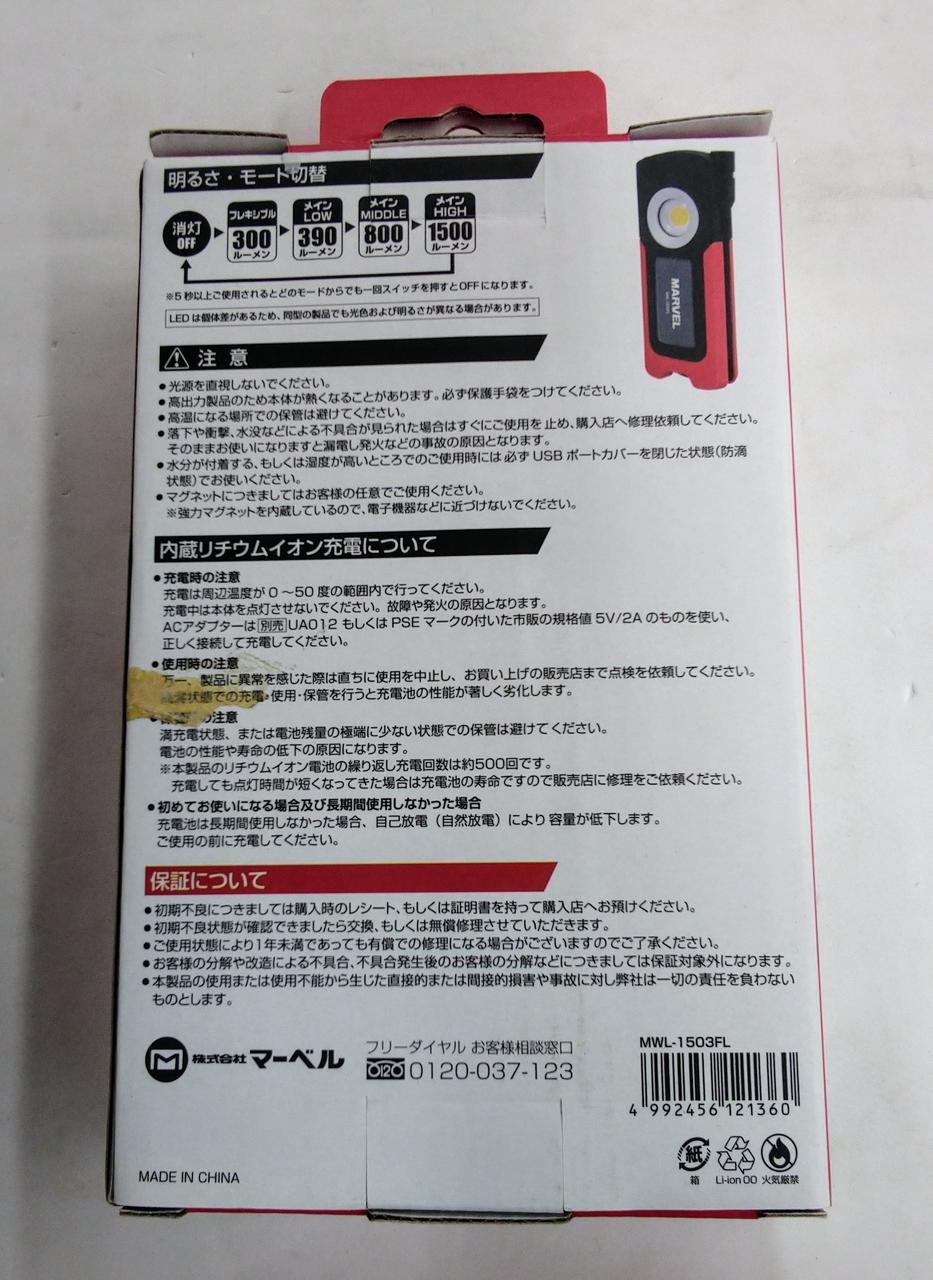 明るさ・モード切替
消灯
OFF
フレキシブル
300
ルーメン
メイン
LOW
390
ルーメン
メイン
MIDDLE
800
ルーメン
メイン
HIGH
1500
ルーメン
※5秒以上ご使用されるとどのモードからでも一回スイッチを押すとOFFになります。
LEDは個体差があるため、同型の製品でも光色および明るさが異なる場合があります。
MARVEL
注意
●光源を直視しないでください。
●高出力製品のため本体が熱くなることがあります。必ず保護手袋をつけてください。
●高温になる場所での保管は避けてください。
●落下や衝撃、水没などによる不具合が見られた場合はすぐにご使用を止め、購入店へ修理依頼してください。
そのままお使いになりますと漏電し発火などの事故の原因となります。
●水分が付着する、もしくは湿度が高いところでのご使用時には必ずUSBポートカバーを閉じた状態(防滴
状態)でお使いください。
●マグネットにつきましてはお客様の任意でご使用ください。
※強力マグネットを内蔵しているので、電子機器などに近づけないでください。
内蔵リチウムイオン充電について
●充電時の注意
充電は周辺温度が0～50度の範囲内で行ってください。
充電中は本体を点灯させないでください。故障や発火の原因となります。
ACアダプターは別売UA012もしくはPSEマークの付いた市販の規格値5V/2Aのものを使い、
正しく接続して充電してください。
●使用時の注意
万一、製品に異常を感じた際は直ちに使用を中止し、お買い上げの販売店まで点検を依頼してください。
状態での充電・使用・保管を行うと充電池の性能が著しく劣化します。
の注意
満充電状態、または電池残量の極端に少ない状態での保管は避けてください。
電池の性能や寿命の低下の原因になります。
※本製品のリチウムイオン電池の繰り返し充電回数は約500回です。
充電しても点灯時間が短くなってきた場合は充電池の寿命ですので販売店に修理をご依頼ください。
●初めてお使いになる場合及び長期間使用しなかった場合
充電池は長期間使用しなかった場合、自己放電（自然放電）により容量が低下します。
ご使用の前に充電してください。
保証について
●初期不良につきましては購入時のレシート、もしくは証明書を持って購入店へお預けください。
●初期不良状態が確認できましたら交換、もしくは無償修理させていただきます。
●ご使用状態により1年未満であっても有償での修理になる場合がございますのでご了承ください。
●お客様の分解や改造による不具合、不具合発生後のお客様の分解などにつきましては保証対象外になります。
●本製品の使用または使用不能から生じた直接的または間接的損害や事故に対し弊社は一切の責任を負わない
ものとします。
M 株式会社マーベル
フリーダイヤル お客様相談窓口
0120-037-123
MWL-1503FL
4 992456 121360
紙
箱
Li-ion 00
火気厳禁
MADE IN CHINA